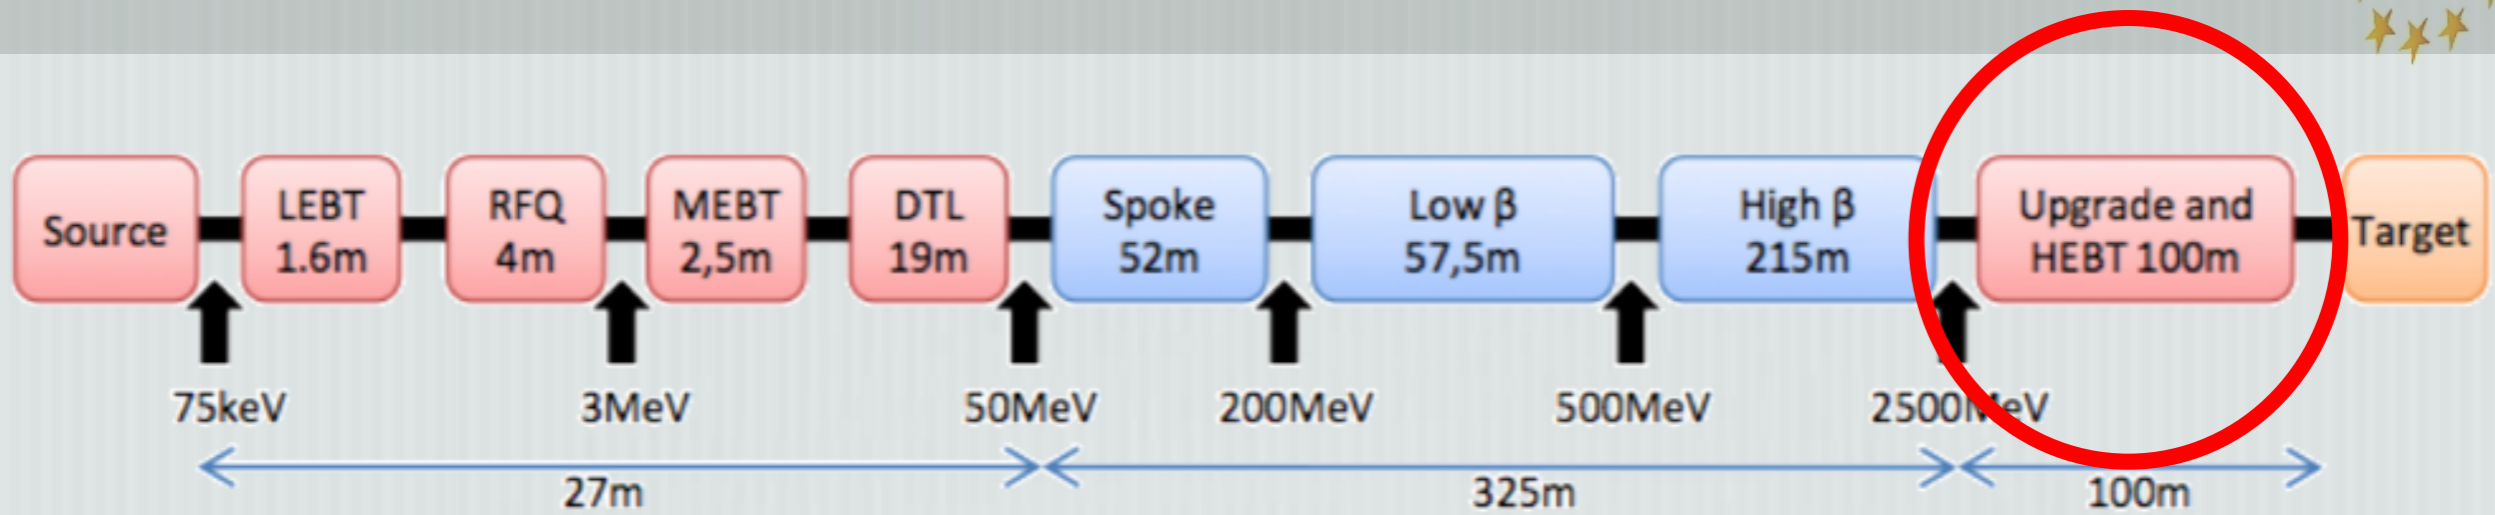 Source
LEBT
1.6m
RFQ
4m
MEBT
2,5m
DTL
19m
Spoke
52m
Low β
57,5m
High β
215m
Upgrade and
HEBT 100m
Target
75keV
3MeV
50MeV
200MeV
500MeV
2500MeV
27m
325m
100m